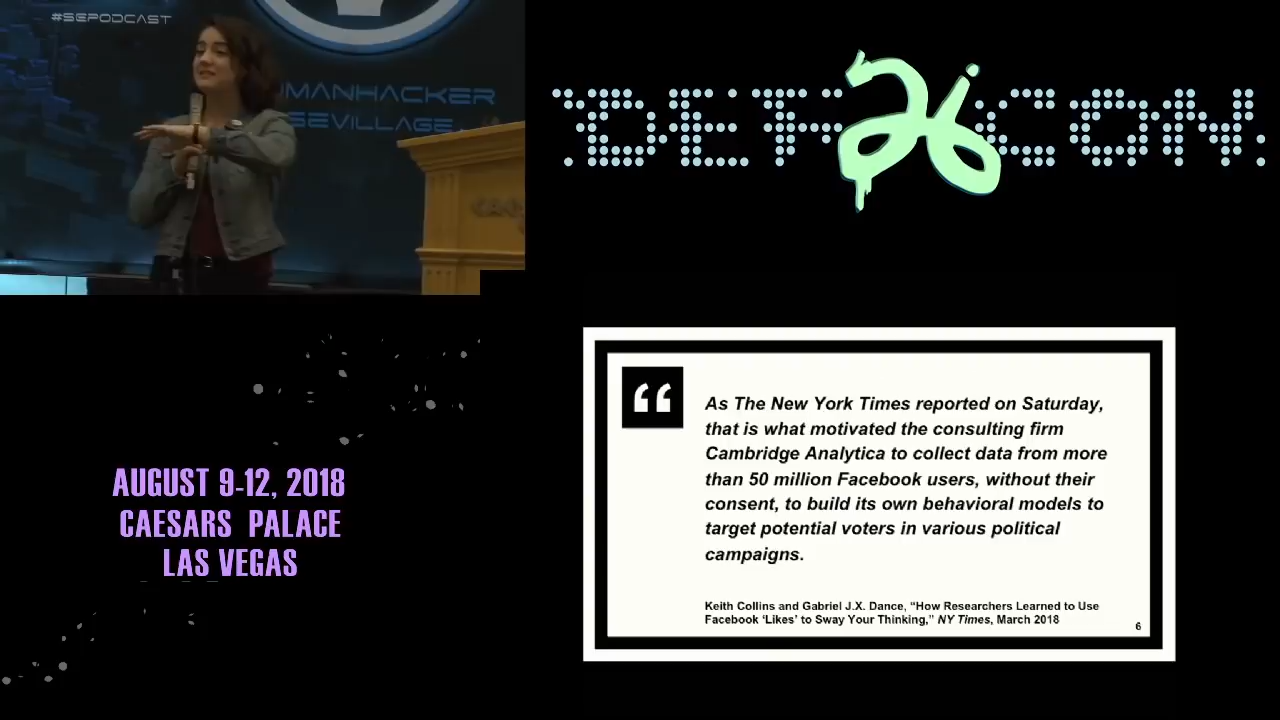 #SEPODCAST
UMANHACKER
SEVILLAGE
DEF CON
26
AUGUST 9-12, 2018
CAESARS PALACE
LAS VEGAS
“
As The New York Times reported on Saturday,
that is what motivated the consulting firm
Cambridge Analytica to collect data from more
than 50 million Facebook users, without their
consent, to build its own behavioral models to
target potential voters in various political
campaigns.
Keith Collins and Gabriel J.X. Dance, “How Researchers Learned to Use
Facebook ‘Likes’ to Sway Your Thinking,” NY Times, March 2018
6